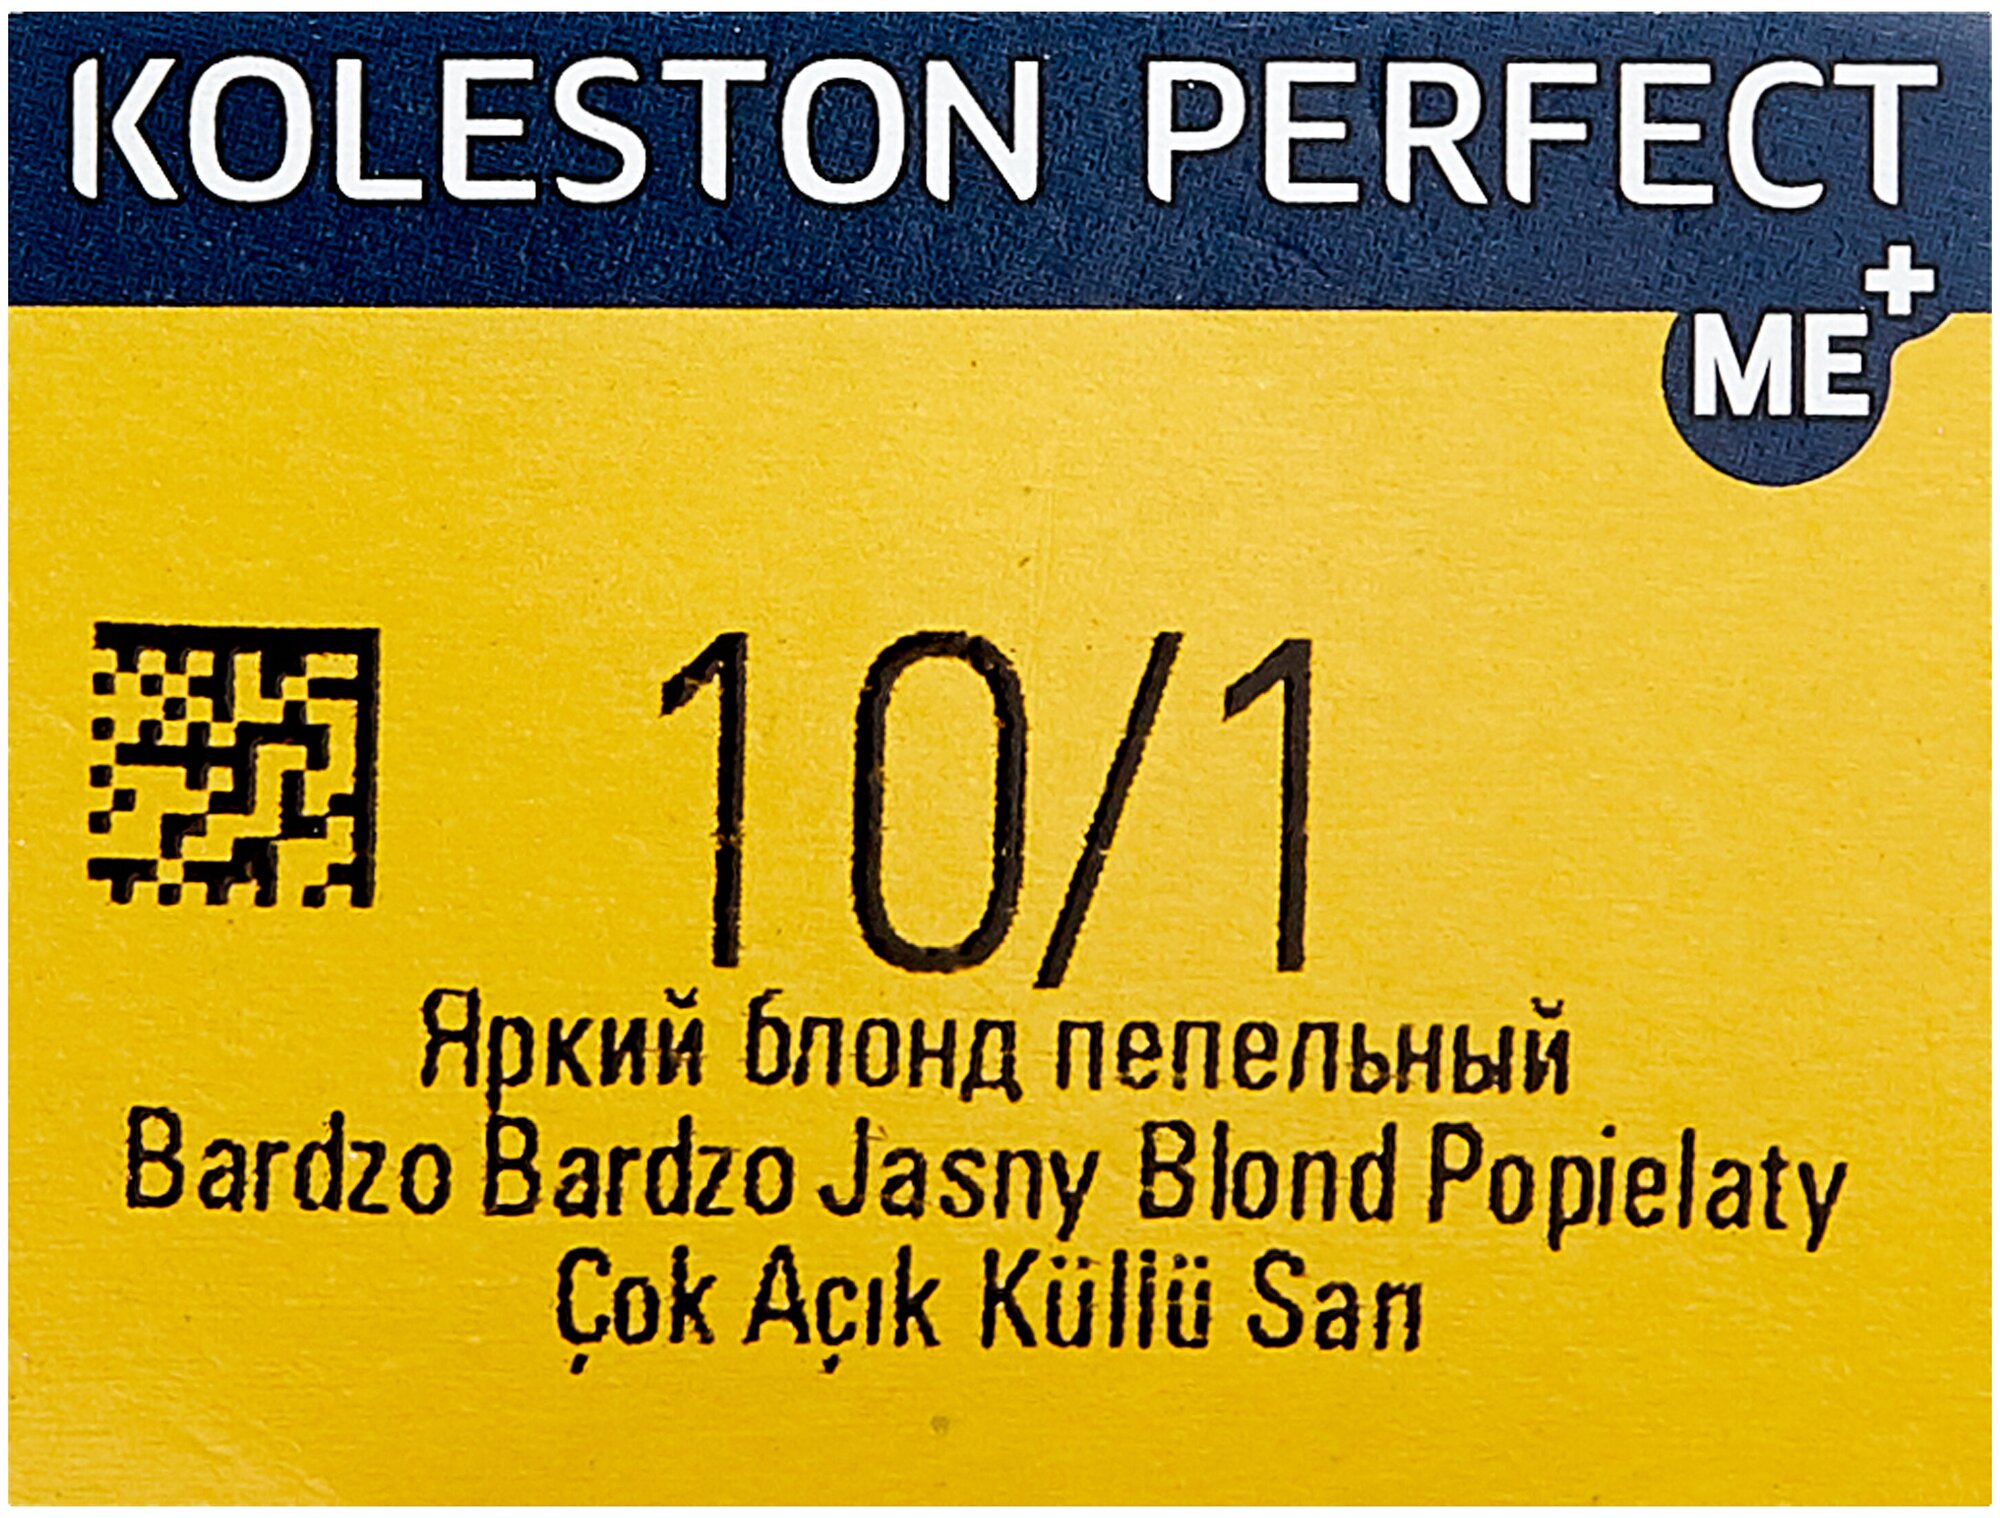 KOLESTON PERFECT
ME+
10/1
Яркий блонд пепельный
Bardzo Bardzo Jasny Blond Popielaty
Çok Açık Küllü Sarı